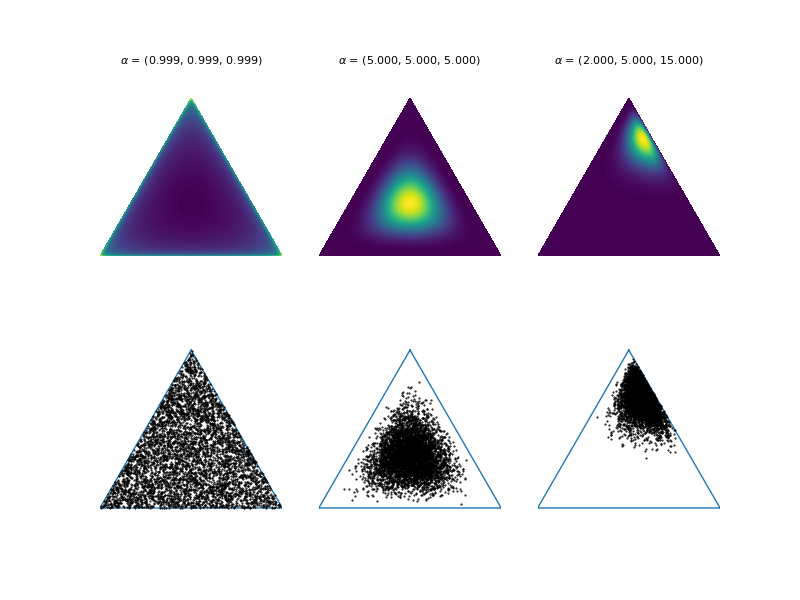 α = (0.999, 0.999, 0.999)
α = (5.000, 5.000, 5.000)
α = (2.000, 5.000, 15.000)